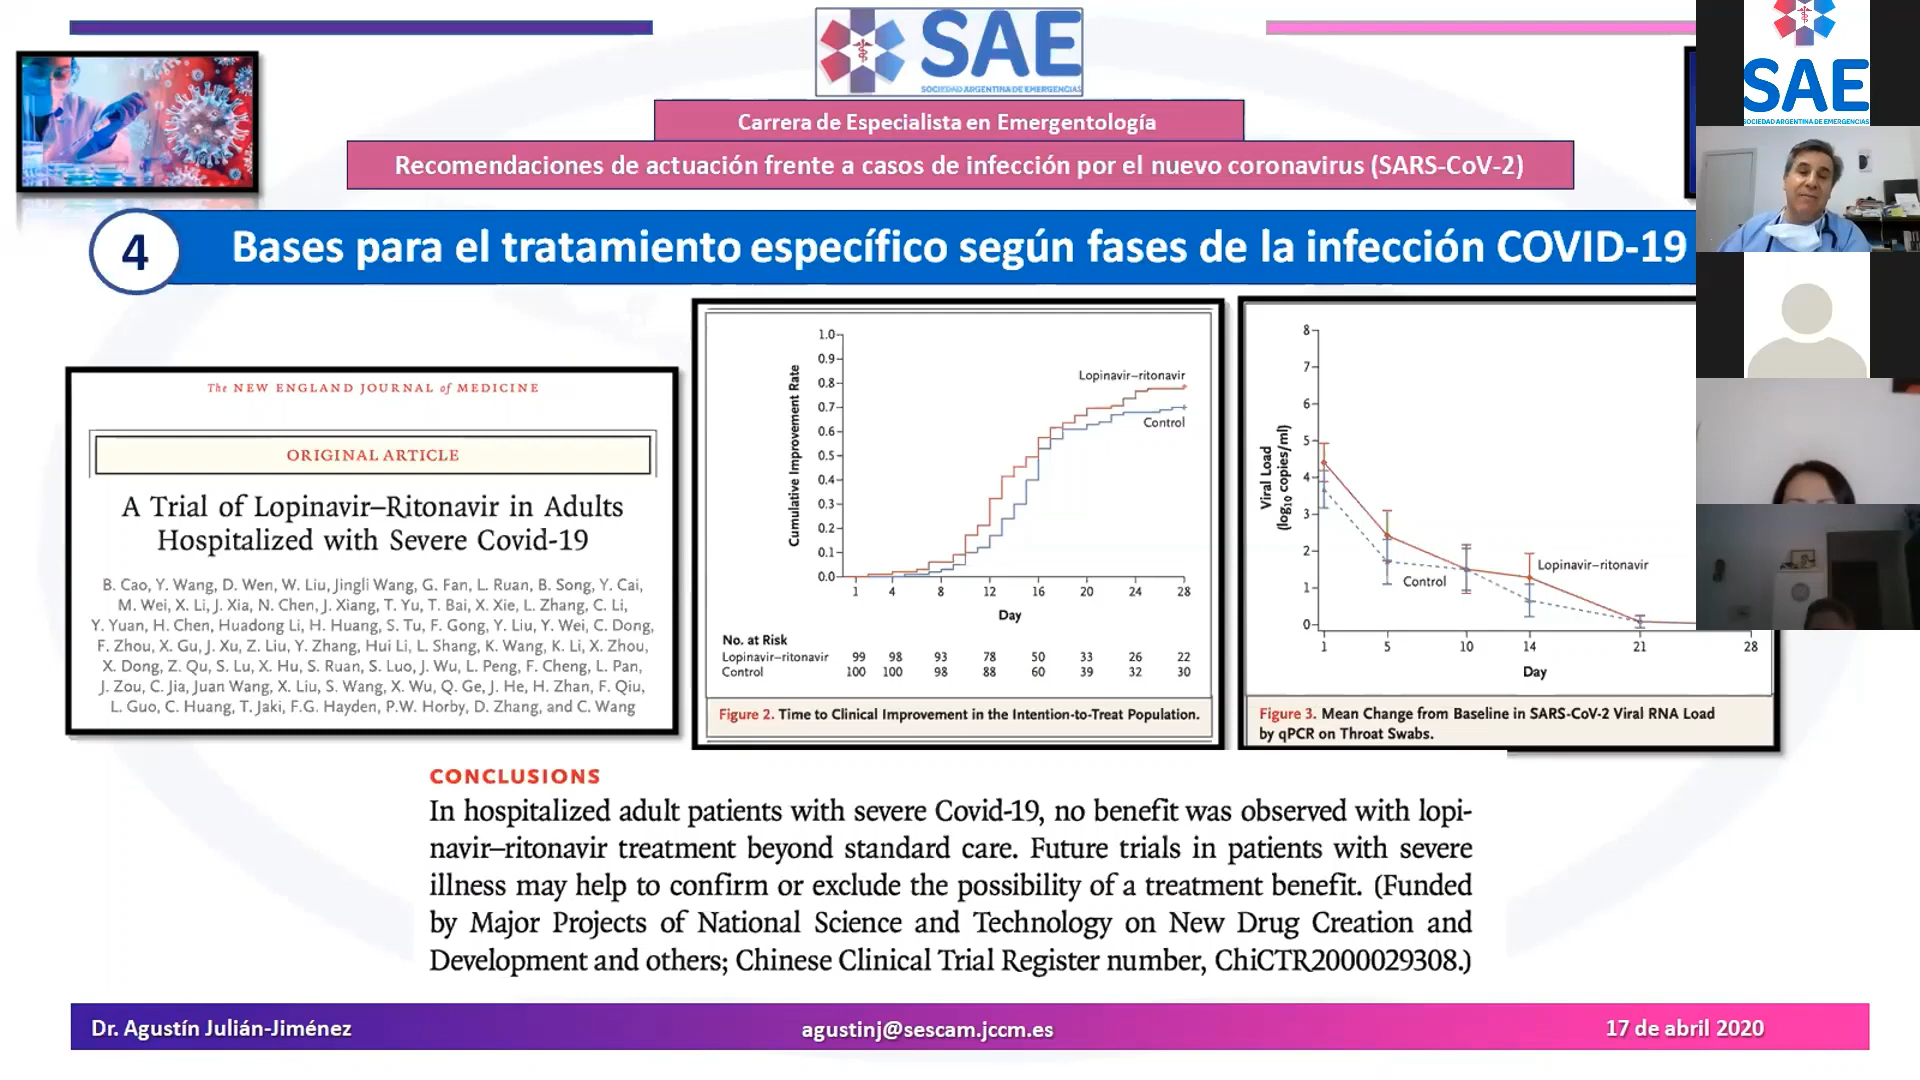 SAE
SOCIEDAD ARGENTINA DE EMERGENCIAS
Carrera de Especialista en Emergentología
Recomendaciones de actuación frente a casos de infección por el nuevo coronavirus (SARS-CoV-2)
4
Bases para el tratamiento específico según fases de la infección COVID-19
SAE
SOCIEDAD ARGENTINA DE EMERGENCIAS
The NEW ENGLAND JOURNAL of MEDICINE
ORIGINAL ARTICLE
A Trial of Lopinavir–Ritonavir in Adults
Hospitalized with Severe Covid-19
B. Cao, Y. Wang, D. Wen, W. Liu, Jingli Wang, G. Fan, L. Ruan, B. Song, Y. Cai,
M. Wei, X. Li, J. Xia, N. Chen, J. Xiang, T. Yu, T. Bai, X. Xie, L. Zhang, C. Li,
Y. Yuan, H. Chen, Huadong Li, H. Huang, S. Tu, F. Gong, Y. Liu, Y. Wei, C. Dong,
F. Zhou, X. Gu, J. Xu, Z. Liu, Y. Zhang, Hui Li, L. Shang, K. Wang, K. Li, X. Zhou,
X. Dong, Z. Qu, S. Lu, X. Hu, S. Ruan, S. Luo, J. Wu, L. Peng, F. Cheng, L. Pan,
J. Zou, C. Jia, Juan Wang, X. Liu, S. Wang, X. Wu, Q. Ge, J. He, H. Zhan, F. Qiu,
L. Guo, C. Huang, T. Jaki, F.G. Hayden, P.W. Horby, D. Zhang, and C. Wang
Cumulative Improvement Rate
1.0
0.9
0.8
0.7
0.6
0.5
0.4
0.3
0.2
0.1
0.0
Lopinavir–ritonavir
Control
1 4 8 12 16 20 24 28
Day
No. at Risk
Lopinavir–ritonavir 99 98 93 78 50 33 26 22
Control 100 100 98 88 60 39 32 30
Figure 2. Time to Clinical Improvement in the Intention-to-Treat Population.
Viral Load
(log10 copies/ml)
8
7
6
5
4
3
2
1
0
Lopinavir–ritonavir
Control
1 5 10 14 21 28
Day
Figure 3. Mean Change from Baseline in SARS-CoV-2 Viral RNA Load
by qPCR on Throat Swabs.
CONCLUSIONS
In hospitalized adult patients with severe Covid-19, no benefit was observed with lopi-
navir–ritonavir treatment beyond standard care. Future trials in patients with severe
illness may help to confirm or exclude the possibility of a treatment benefit. (Funded
by Major Projects of National Science and Technology on New Drug Creation and
Development and others; Chinese Clinical Trial Register number, ChiCTR2000029308.)
Dr. Agustín Julián-Jiménez
agustinj@sescam.jccm.es
17 de abril 2020